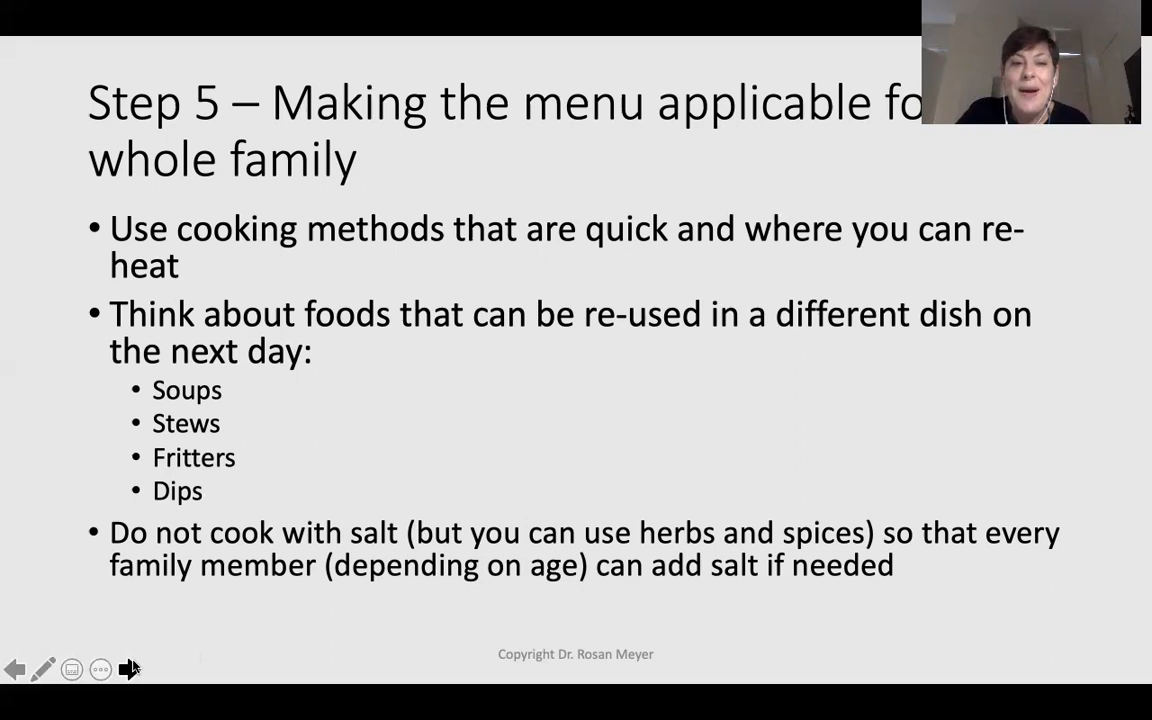 Step 5 – Making the menu applicable fo
whole family
• Use cooking methods that are quick and where you can re-
heat
• Think about foods that can be re-used in a different dish on
the next day:
• Soups
• Stews
• Fritters
• Dips
• Do not cook with salt (but you can use herbs and spices) so that every
family member (depending on age) can add salt if needed
Copyright Dr. Rosan Meyer